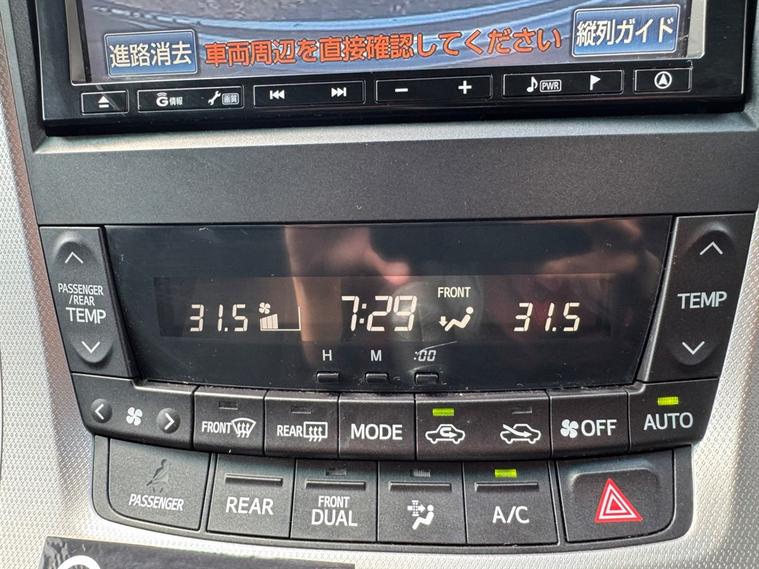 進路消去 車両周辺を直接確認してください 縦列ガイド
G情報 画質 PWR
PASSENGER
/REAR
TEMP
31.5 7:29 FRONT 31.5
TEMP
H M :00
FRONT REAR MODE OFF AUTO
PASSENGER REAR FRONT
DUAL A/C